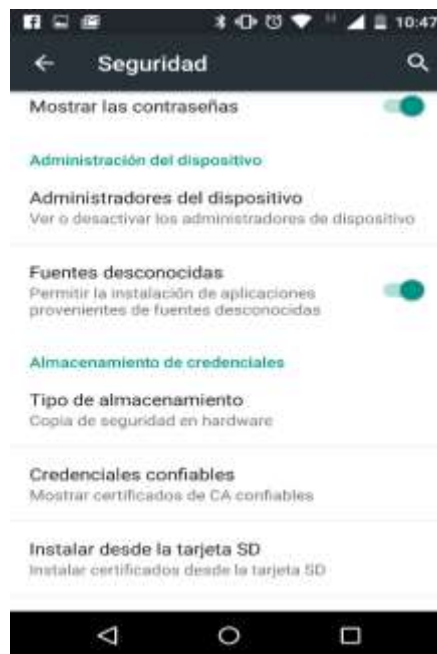 10:47
Seguridad
Mostrar las contraseñas
Administración del dispositivo
Administradores del dispositivo
Ver o desactivar los administradores de dispositivo
Fuentes desconocidas
Permitir la instalación de aplicaciones
provenientes de fuentes desconocidas
Almacenamiento de credenciales
Tipo de almacenamiento
Copia de seguridad en hardware
Credenciales confiables
Mostrar certificados de CA confiables
Instalar desde la tarjeta SD
Instalar certificados desde la tarjeta SD